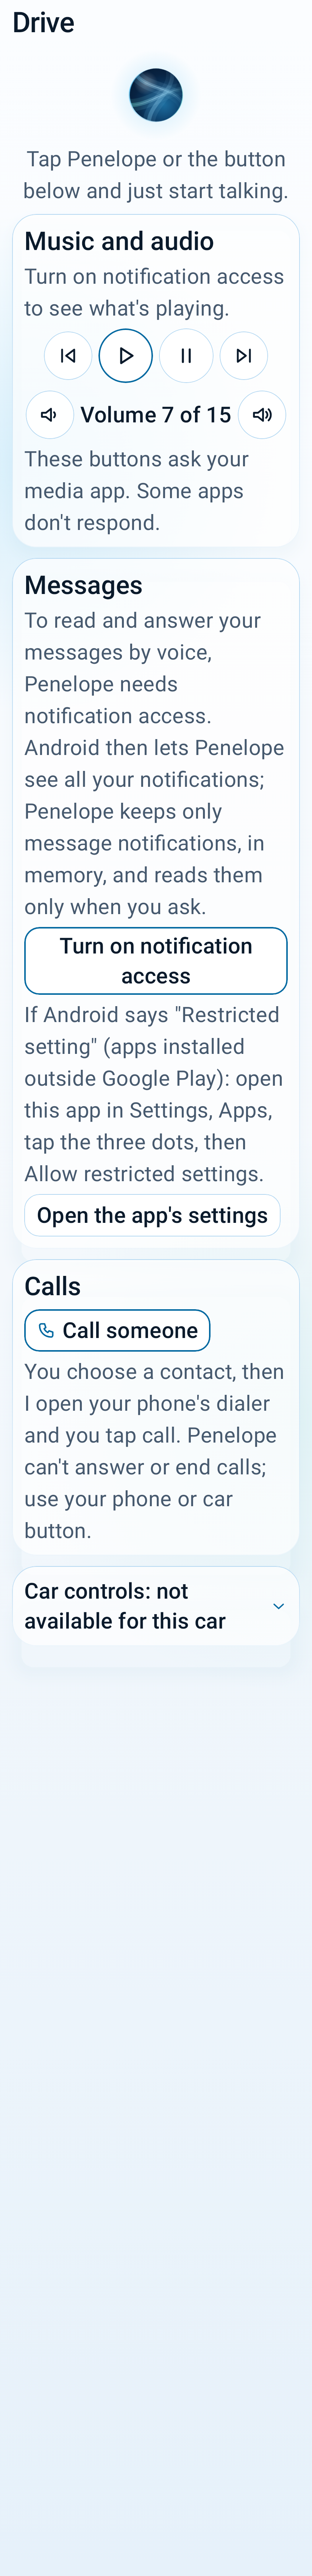 Drive
Tap Penelope or the button
below and just start talking.
Music and audio
Turn on notification access
to see what's playing.
Volume 7 of 15
These buttons ask your
media app. Some apps
don't respond.
Messages
To read and answer your
messages by voice,
Penelope needs
notification access.
Android then lets Penelope
see all your notifications;
Penelope keeps only
message notifications, in
memory, and reads them
only when you ask.
Turn on notification
access
If Android says "Restricted
setting" (apps installed
outside Google Play): open
this app in Settings, Apps,
tap the three dots, then
Allow restricted settings.
Open the app's settings
Calls
Call someone
You choose a contact, then
I open your phone's dialer
and you tap call. Penelope
can't answer or end calls;
use your phone or car
button.
Car controls: not
available for this car